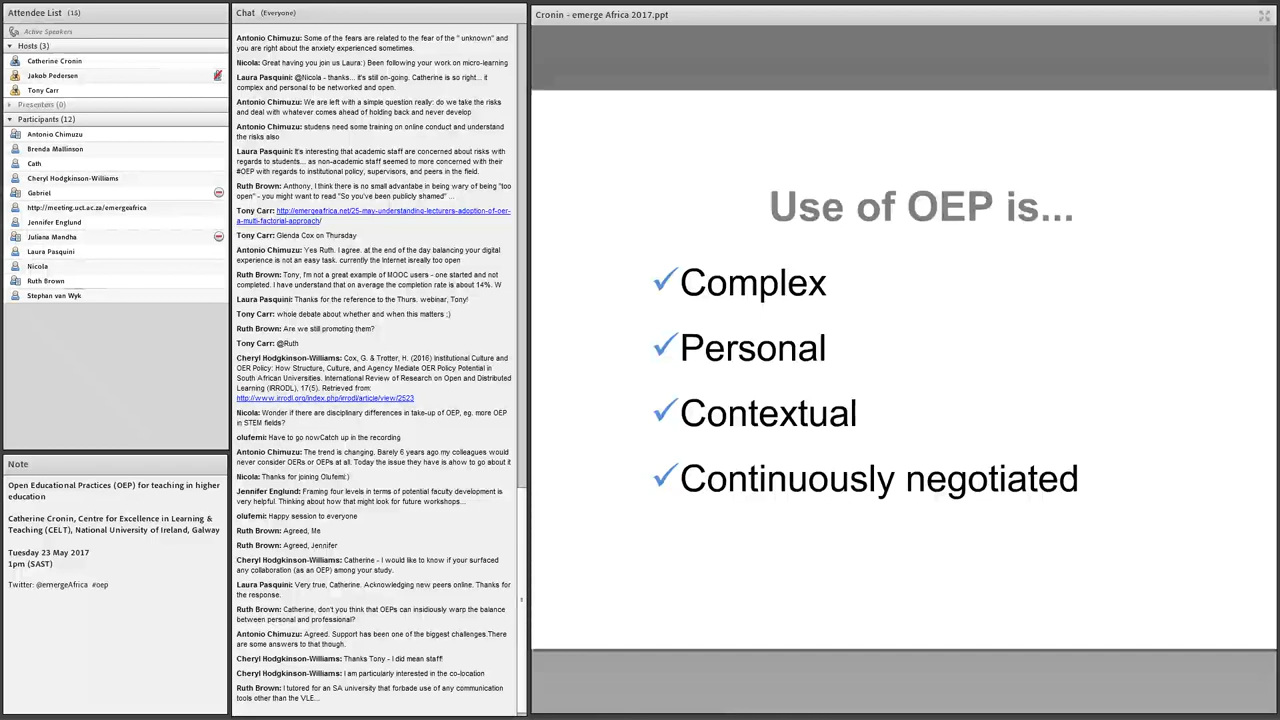 Attendee List (15)
Active Speakers
Hosts (3)
Catherine Cronin
Jakob Pedersen
Tony Carr
Presenters (0)
Participants (12)
Antonio Chimuzu
Brenda Mallinson
Cath
Cheryl Hodgkinson-Williams
Gabriel
http://meeting.uct.ac.za/emergeafrica
Jennifer Englund
Juliana Mandha
Laura Pasquini
Nicola
Ruth Brown
Stephan van Wyk
Note
Open Educational Practices (OEP) for teaching in higher
education
Catherine Cronin, Centre for Excellence in Learning &
Teaching (CELT), National University of Ireland, Galway
Tuesday 23 May 2017
1pm (SAST)
Twitter: @emergeAfrica #oep
Chat (Everyone)
Antonio Chimuzu: Some of the fears are related to the fear of the " unknown" and
you are right about the anxiety experienced sometimes.
Nicola: Great having you join us Laura:) Been following your work on micro-learning
Laura Pasquini: @Nicola - thanks... it's still on-going. Catherine is so right... it
complex and personal to be networked and open.
Antonio Chimuzu: We are left with a simple question really: do we take the risks
and deal with whatever comes ahead of holding back and never develop
Antonio Chimuzu: studens need some training on online conduct and understand
the risks also
Laura Pasquini: It's interesting that academic staff are concerned about risks with
regards to students... as non-academic staff seemed to more concerned with their
#OEP with regards to institutional policy, supervisors, and peers in the field.
Ruth Brown: Anthony, I think there is no small advantabe in being wary of being "too
open" - you might want to read "So you've been publicly shamed" ...
Tony Carr: http://emergeafrica.net/25-may-understanding-lecturers-adoption-of-oer-
a-multi-factorial-approach/
Tony Carr: Glenda Cox on Thursday
Antonio Chimuzu: Yes Ruth. I agree. at the end of the day balancing your digital
experience is not an easy task. currently the Internet isreally too open
Ruth Brown: Tony, I'm not a great example of MOOC users - one started and not
completed. I have understand that on average the completion rate is about 14%. W
Laura Pasquini: Thanks for the reference to the Thurs. webinar, Tony!
Tony Carr: whole debate about whether and when this matters ;)
Ruth Brown: Are we still promoting them?
Tony Carr: @Ruth
Cheryl Hodgkinson-Williams: Cox, G. & Trotter, H. (2016) Institutional Culture and
OER Policy: How Structure, Culture, and Agency Mediate OER Policy Potential in
South African Universities. International Review of Research on Open and Distributed
Learning (IRRODL), 17(5). Retrieved from:
http://www.irrodl.org/index.php/irrodl/article/view/2523
Nicola: Wonder if there are disciplinary differences in take-up of OEP, eg. more OEP
in STEM fields?
olufemi: Have to go nowCatch up in the recording
Antonio Chimuzu: The trend is changing. Barely 6 years ago my colleagues would
never consider OERs or OEPs at all. Today the issue they have is ahow to go about it
Nicola: Thanks for joining Olufemi:)
Jennifer Englund: Framing four levels in terms of potential faculty development is
very helpful. Thinking about how that might look for future workshops...
olufemi: Happy session to everyone
Ruth Brown: Agreed, Me
Ruth Brown: Agreed, Jennifer
Cheryl Hodgkinson-Williams: Catherine - I would like to know if your surfaced
any collaboration (as an OEP) among your study.
Laura Pasquini: Very true, Catherine. Acknowledging new peers online. Thanks for
the response.
Ruth Brown: Catherine, don't you think that OEPs can insidiously warp the balance
between personal and professional?
Antonio Chimuzu: Agreed. Support has been one of the biggest challenges.There
are some answers to that though.
Cheryl Hodgkinson-Williams: Thanks Tony - I did mean staff!
Cheryl Hodgkinson-Williams: I am particularly interested in the co-location
Ruth Brown: I tutored for an SA university that forbade use of any communication
tools other than the VLE...
Cronin - emerge Africa 2017.ppt
Use of OEP is...
✓Complex
✓Personal
✓Contextual
✓Continuously negotiated